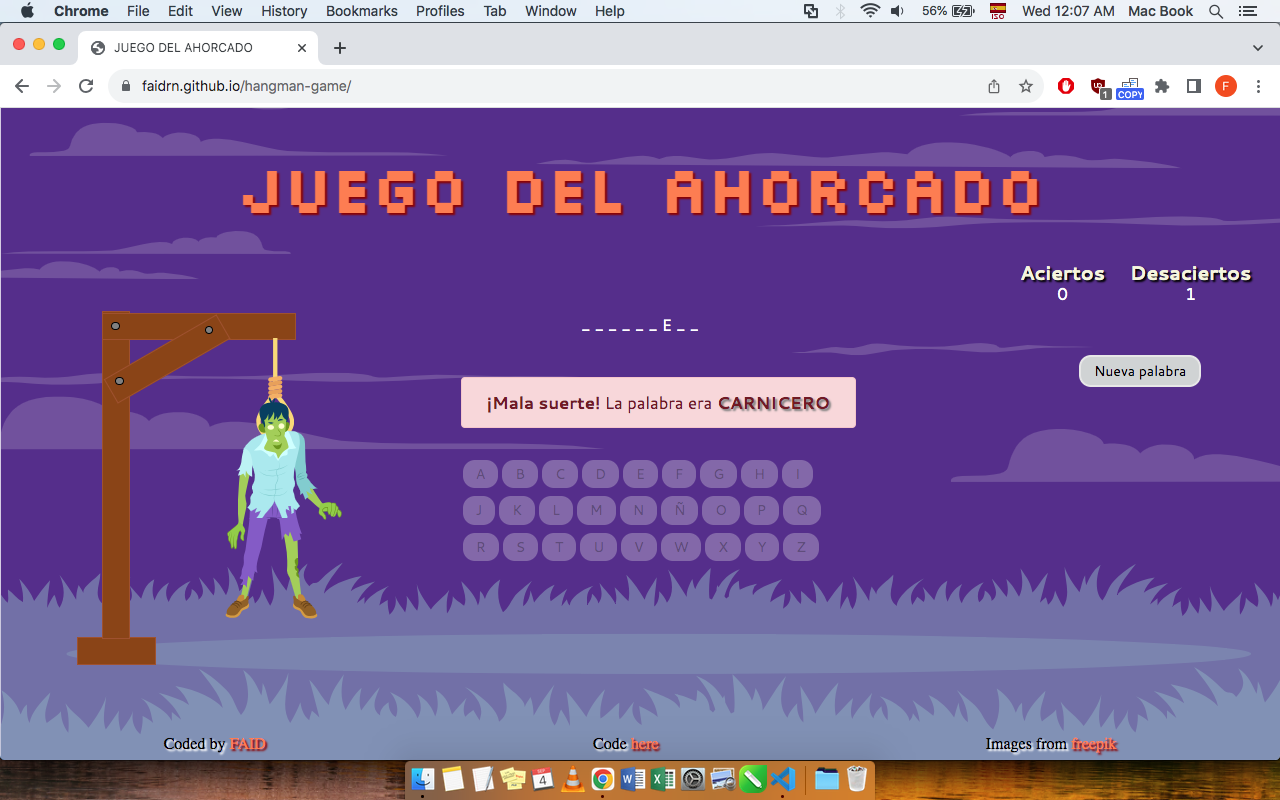 Chrome File Edit View History Bookmarks Profiles Tab Window Help 56% ISO Wed 12:07 AM Mac Book
JUEGO DEL AHORCADO
faidrn.github.io/hangman-game/ 1 COPY F
JUEGO DEL AHORCADO
Aciertos Desaciertos
0 1
_ _ _ _ _ _ E _ _
Nueva palabra
¡Mala suerte! La palabra era CARNICERO
A B C D E F G H I
J K L M N Ñ O P Q
R S T U V W X Y Z
Coded by FAID Code here Images from freepik
4